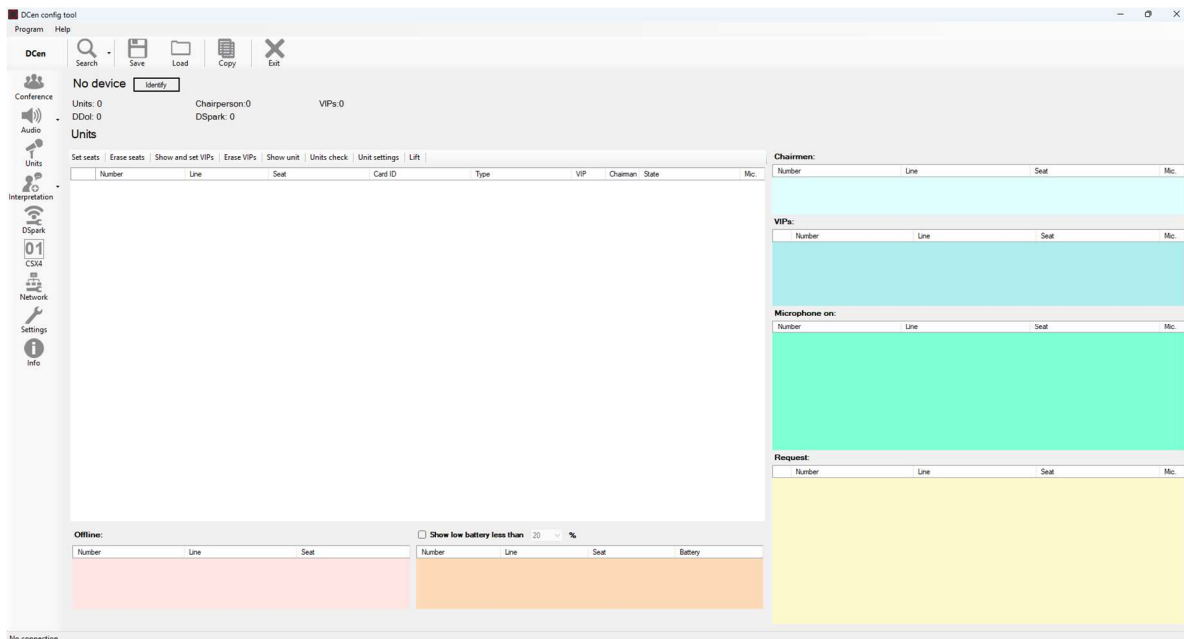 DCen config tool
Program Help
DCen
Search Save Load Copy Exit
Conference
Audio
Units
Interpretation
DSpark
01
CSX4
Network
Settings
Info
No device Identify
Units: 0 Chairperson:0 VIPs:0
DDol: 0 DSpark: 0
Units
Set seats Erase seats Show and set VIPs Erase VIPs Show unit Units check Unit settings Lift
Number Line Seat Card ID Type VIP Chairman State Mic.
Chairmen:
Number Line Seat Mic.
VIPs:
Number Line Seat Mic.
Microphone on:
Number Line Seat Mic.
Request:
Number Line Seat Mic.
Offline:
Number Line Seat
Show low battery less than 20 %
Number Line Seat Battery
No connection